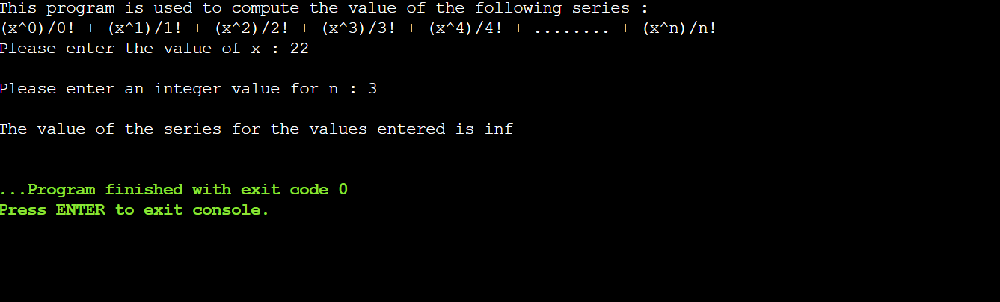 This program is used to compute the value of the following series :
(x^0)/0! + (x^1)/1! + (x^2)/2! + (x^3)/3! + (x^4)/4! + ........ + (x^n)/n!
Please enter the value of x : 22
Please enter an integer value for n : 3
The value of the series for the values entered is inf
...Program finished with exit code 0
Press ENTER to exit console.